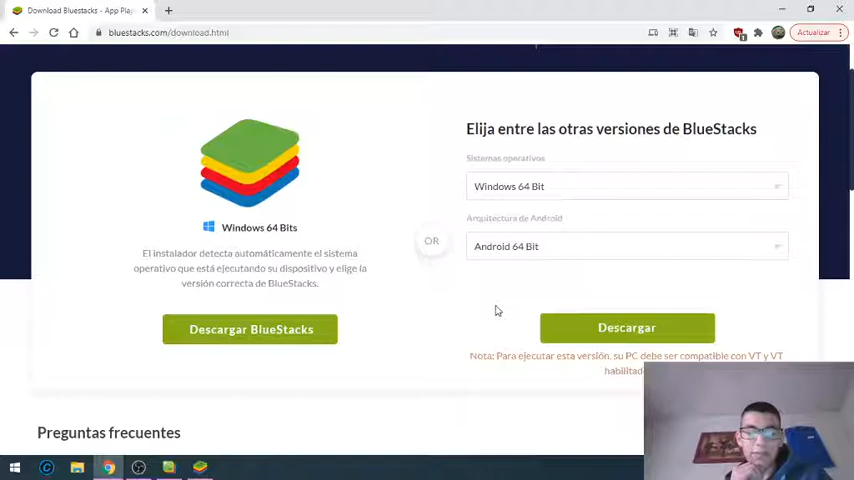 Download Bluestacks - App Play
bluestacks.com/download.html
Actualizar
Elija entre las otras versiones de BlueStacks
Sistemas operativos
Windows 64 Bit
Arquitectura de Android
Android 64 Bit
OR
Windows 64 Bits
El instalador detecta automáticamente el sistema
operativo que está ejecutando su dispositivo y elige la
versión correcta de BlueStacks.
Descargar BlueStacks
Descargar
Nota: Para ejecutar esta versión, su PC debe ser compatible con VT y VT
habilitado
Preguntas frecuentes